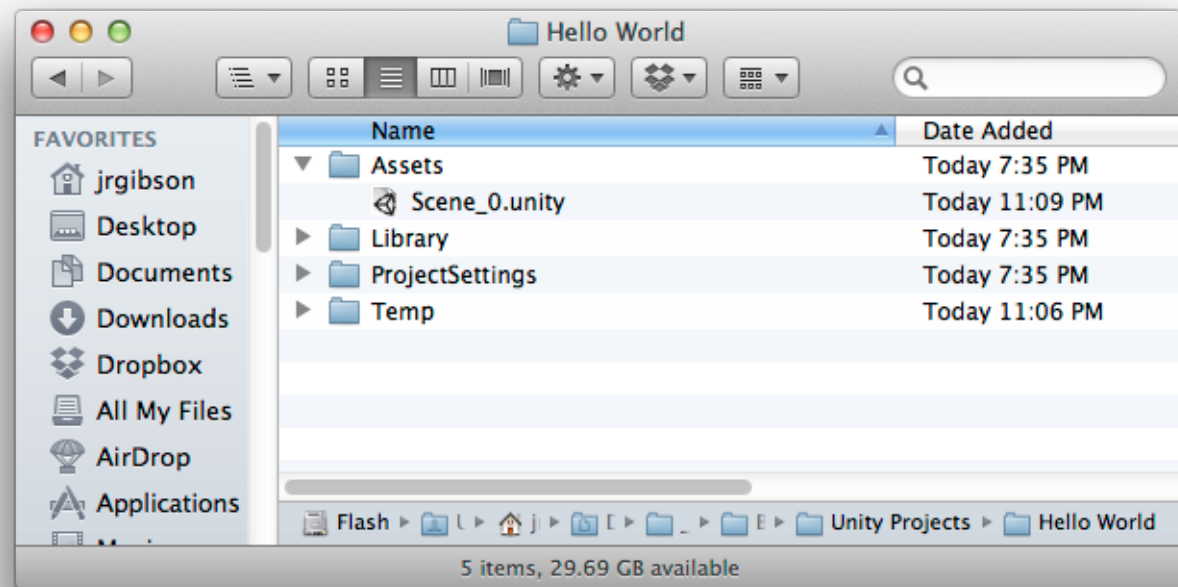 Hello World
FAVORITES
jrgibson
Desktop
Documents
Downloads
Dropbox
All My Files
AirDrop
Applications
Name Date Added
Assets Today 7:35 PM
Scene_0.unity Today 11:09 PM
Library Today 7:35 PM
ProjectSettings Today 7:35 PM
Temp Today 11:06 PM
Flash Unity Projects Hello World
5 items, 29.69 GB available